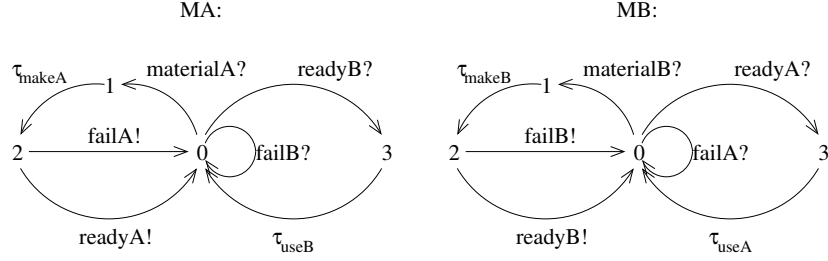 MA: MB:
materialA? readyB? materialB? readyA?
τmakeA 1 τmakeB 1
failA! failB!
2 0 failB? 3 2 0 failA? 3
readyA! τuseB readyB! τuseA